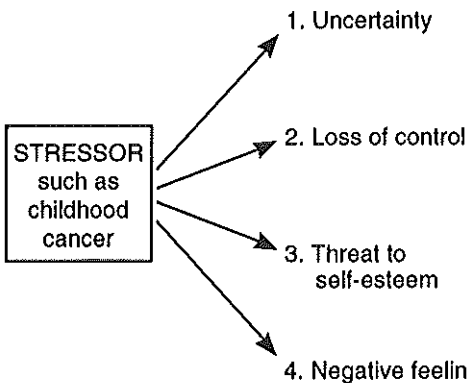 1. Uncertainty
STRESSOR
such as
childhood
cancer
2. Loss of control
3. Threat to
self-esteem
4. Negative feelin